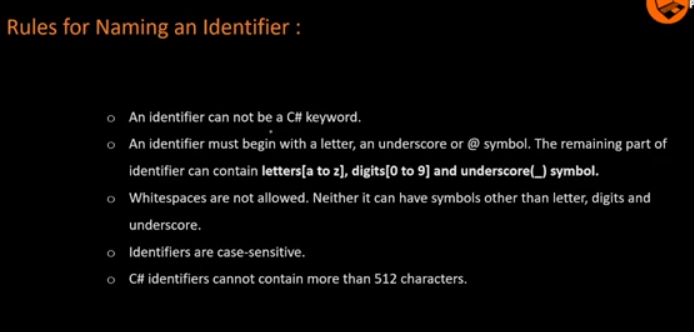 Rules for Naming an Identifier :
o An identifier can not be a C# keyword.
o An identifier must begin with a letter, an underscore or @ symbol. The remaining part of
identifier can contain letters[a to z], digits[0 to 9] and underscore(_) symbol.
o Whitespaces are not allowed. Neither it can have symbols other than letter, digits and
underscore.
o Identifiers are case-sensitive.
o C# identifiers cannot contain more than 512 characters.